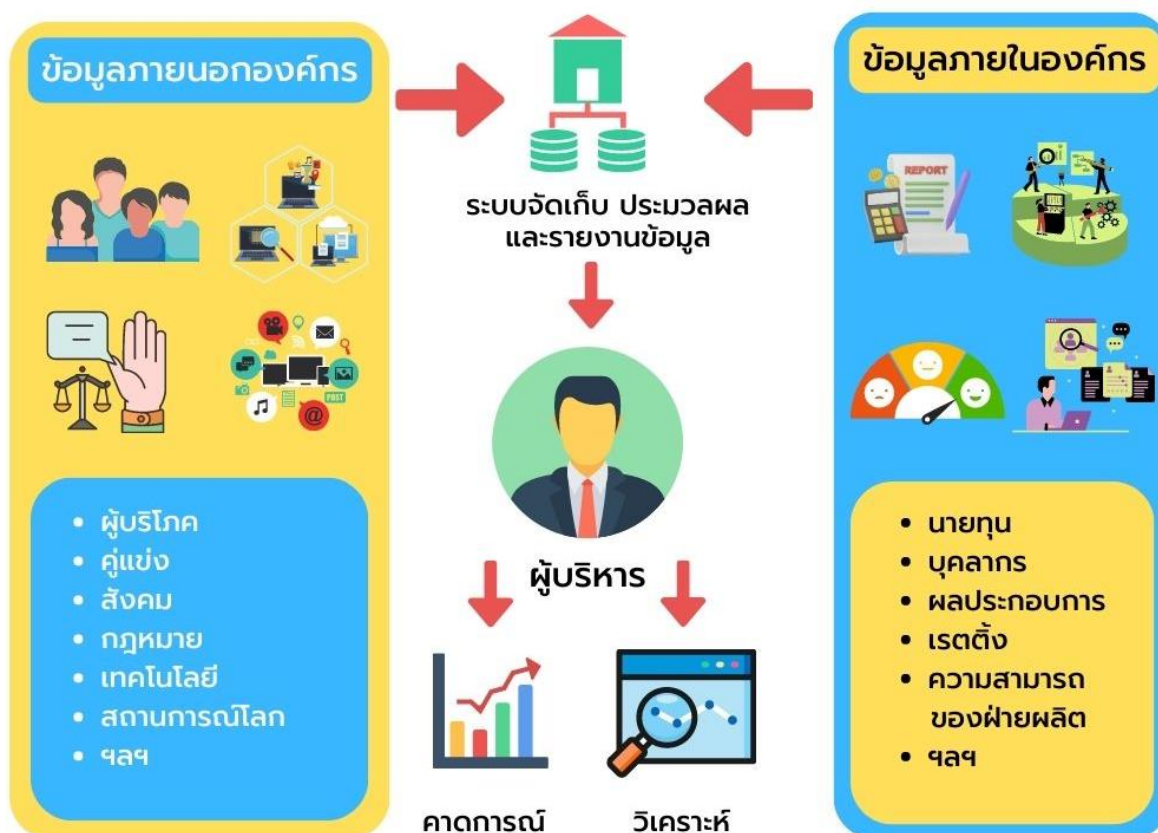 ข้อมูลภายนอกองค์กร
ผู้บริโภค
คู่แข่ง
สังคม
กฎหมาย
เทคโนโลยี
สถานการณ์โลก
ฯลฯ
ระบบจัดเก็บ ประมวลผล
และรายงานข้อมูล
ผู้บริหาร
คาดการณ์
วิเคราะห์
ข้อมูลภายในองค์กร
REPORT
นายทุน
บุคลากร
ผลประกอบการ
เรตติ้ง
ความสามารถ
ของฝ่ายผลิต
ฯลฯ
@
POST